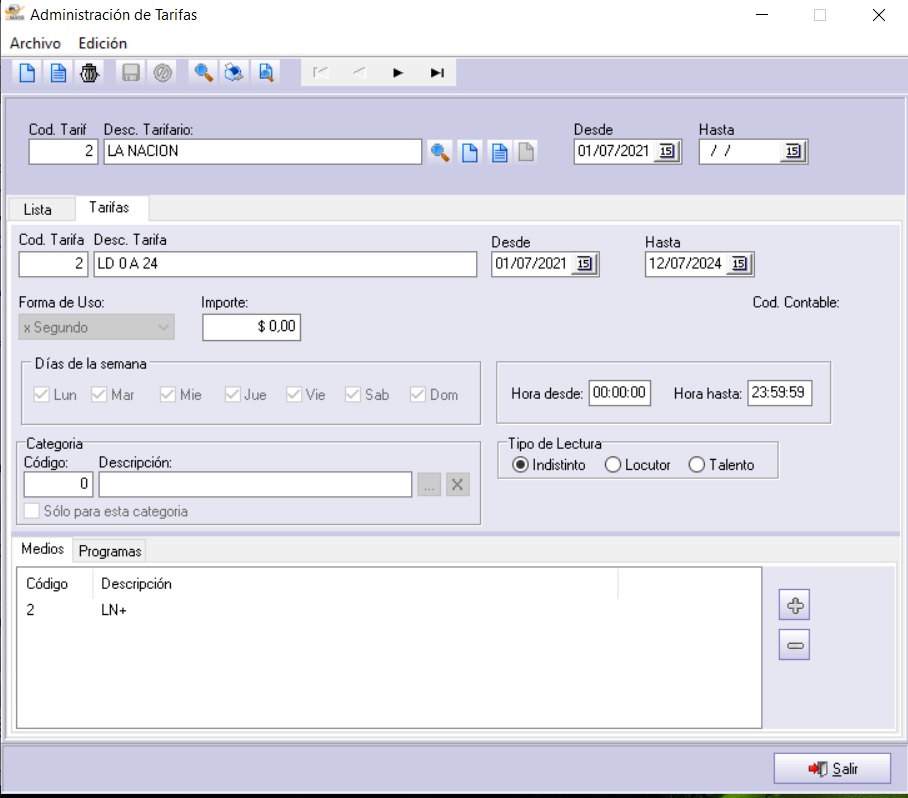 Administración de Tarifas
Archivo Edición
Cod. Tarif Desc. Tarifario: Desde Hasta
2 LA NACION 01/07/2021 15 / / 15
Lista Tarifas
Cod. Tarifa Desc. Tarifa Desde Hasta
2 LD 0 A 24 01/07/2021 15 12/07/2024 15
Forma de Uso: Importe: Cod. Contable:
x Segundo $ 0,00
Días de la semana
Lun Mar Mie Jue Vie Sab Dom Hora desde: 00:00:00 Hora hasta: 23:59:59
Categoria Tipo de Lectura
Código: Descripción: Indistinto Locutor Talento
0 ... X
Sólo para esta categoria
Medios Programas
Código Descripción
2 LN+
Salir